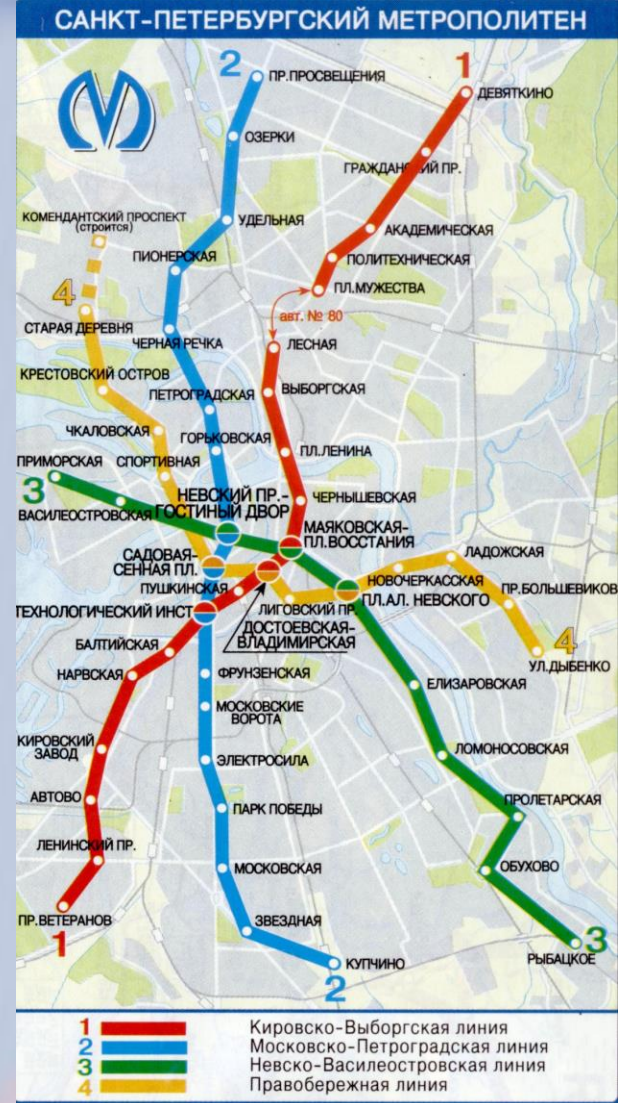 САНКТ-ПЕТЕРБУРГСКИЙ МЕТРОПОЛИТЕН
2
ПР.ПРОСВЕЩЕНИЯ
1
ДЕВЯТКИНО
ОЗЕРКИ
ГРАЖДАНСКИЙ ПР.
КОМЕНДАНТСКИЙ ПРОСПЕКТ
(строится)
УДЕЛЬНАЯ
АКАДЕМИЧЕСКАЯ
ПИОНЕРСКАЯ
ПОЛИТЕХНИЧЕСКАЯ
4
ПЛ.МУЖЕСТВА
авт. № 80
СТАРАЯ ДЕРЕВНЯ
ЧЕРНАЯ РЕЧКА
ЛЕСНАЯ
КРЕСТОВСКИЙ ОСТРОВ
ПЕТРОГРАДСКАЯ
ВЫБОРГСКАЯ
ЧКАЛОВСКАЯ
ГОРЬКОВСКАЯ
ПЛ.ЛЕНИНА
ПРИМОРСКАЯ
СПОРТИВНАЯ
3
НЕВСКИЙ ПР.-
ГОСТИНЫЙ ДВОР
ЧЕРНЫШЕВСКАЯ
ВАСИЛЕОСТРОВСКАЯ
МАЯКОВСКАЯ-
ПЛ.ВОССТАНИЯ
САДОВАЯ-
СЕННАЯ ПЛ.
ЛАДОЖСКАЯ
НОВОЧЕРКАССКАЯ
ПУШКИНСКАЯ
ПР.БОЛЬШЕВИКОВ
ПЛ.АЛ. НЕВСКОГО
ТЕХНОЛОГИЧЕСКИЙ ИНСТ
ЛИГОВСКИЙ ПР.
ДОСТОЕВСКАЯ-
ВЛАДИМИРСКАЯ
4
БАЛТИЙСКАЯ
УЛ.ДЫБЕНКО
НАРВСКАЯ
ФРУНЗЕНСКАЯ
ЕЛИЗАРОВСКАЯ
МОСКОВСКИЕ
ВОРОТА
КИРОВСКИЙ
ЗАВОД
ЛОМОНОСОВСКАЯ
ЭЛЕКТРОСИЛА
АВТОВО
ПРОЛЕТАРСКАЯ
ПАРК ПОБЕДЫ
ЛЕНИНСКИЙ ПР.
МОСКОВСКАЯ
ОБУХОВО
ПР.ВЕТЕРАНОВ
ЗВЕЗДНАЯ
1
3
РЫБАЦКОЕ
КУПЧИНО
2
1 Кировско-Выборгская линия
2 Московско-Петроградская линия
3 Невско-Василеостровская линия
4 Правобережная линия